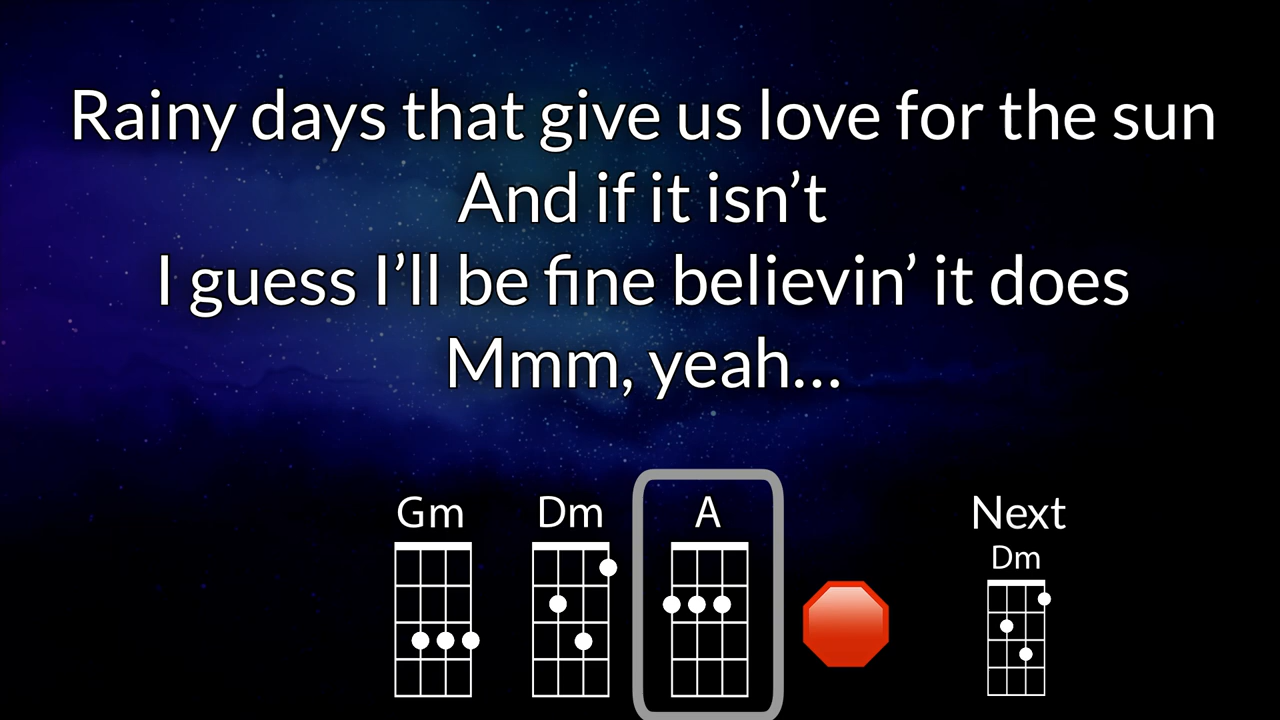 Rainy days that give us love for the sun
And if it isn’t
I guess I’ll be fine believin’ it does
Mmm, yeah...
Gm Dm A Next
Dm